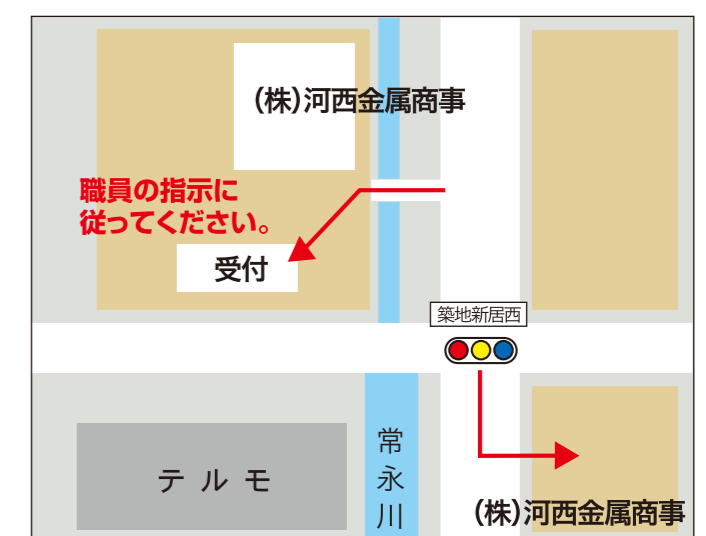 (株)河西金属商事
職員の指示に
従ってください。
受付
築地新居西
テルモ
常永川
(株)河西金属商事